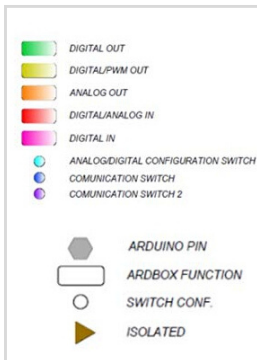 DIGITAL OUT
DIGITAL/PWM OUT
ANALOG OUT
DIGITAL/ANALOG IN
DIGITAL IN
ANALOG/DIGITAL CONFIGURATION SWITCH
COMUNICATION SWITCH
COMUNICATION SWITCH 2
ARDUINO PIN
ARDBOX FUNCTION
SWITCH CONF.
ISOLATED